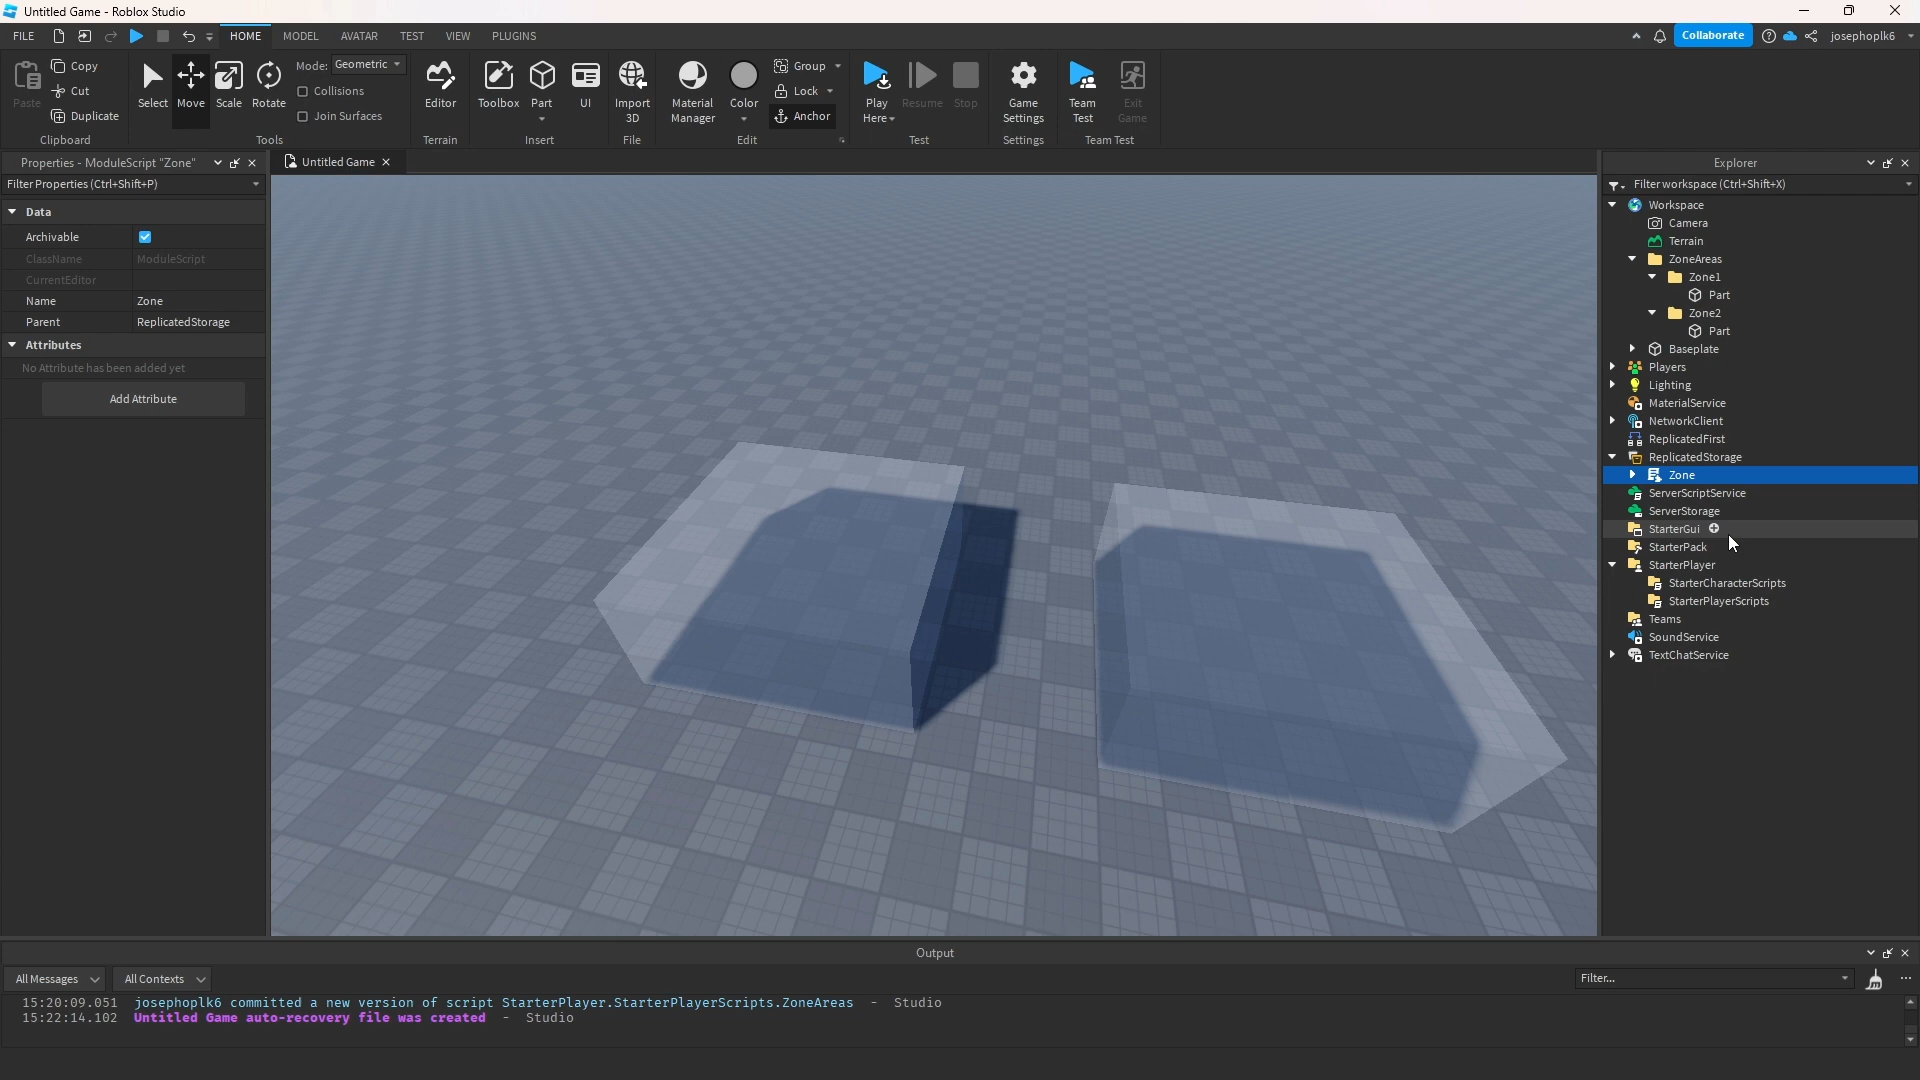 Untitled Game - Roblox Studio
FILE HOME MODEL AVATAR TEST VIEW PLUGINS Collaborate josephoplk6
Paste Copy Cut Duplicate Clipboard
Select Move Scale Rotate Mode: Geometric Collisions Join Surfaces Tools
Editor Terrain
Toolbox Part UI Insert
Import 3D File
Material Manager Color Group Lock Anchor Edit
Play Here Resume Stop Test
Game Settings Settings
Team Test Exit Game Team Test
Properties - ModuleScript "Zone"
Filter Properties (Ctrl+Shift+P)
Data
Archivable
ClassName ModuleScript
CurrentEditor
Name Zone
Parent ReplicatedStorage
Attributes
No Attribute has been added yet
Add Attribute
Untitled Game
Explorer
Filter workspace (Ctrl+Shift+X)
Workspace
Camera
Terrain
ZoneAreas
Zone1
Part
Zone2
Part
Baseplate
Players
Lighting
MaterialService
NetworkClient
ReplicatedFirst
ReplicatedStorage
Zone
ServerScriptService
ServerStorage
StarterGui
StarterPack
StarterPlayer
StarterCharacterScripts
StarterPlayerScripts
Teams
SoundService
TextChatService
Output
All Messages All Contexts Filter...
15:20:09.051 josephoplk6 committed a new version of script StarterPlayer.StarterPlayerScripts.ZoneAreas - Studio
15:22:14.102 Untitled Game auto-recovery file was created - Studio